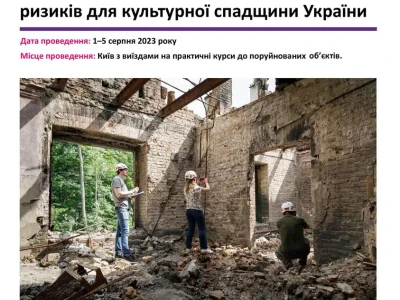 ризиків для культурної спадщини України
Дата проведення: 1–5 серпня 2023 року
Місце проведення: Київ з виїздами на практичні курси до поруйнованих об’єктів.